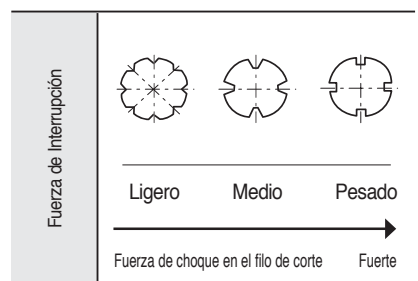 Fuerza de Interrupción
Ligero Medio Pesado
Fuerza de choque en el filo de corte Fuerte